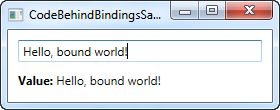 CodeBehindBindingsSa...
Hello, bound world!
Value: Hello, bound world!